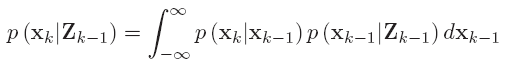 p (x_k|Z_{k−1}) = ∫_{−∞}^{∞} p (x_k|x_{k−1}) p (x_{k−1}|Z_{k−1}) dx_{k−1}